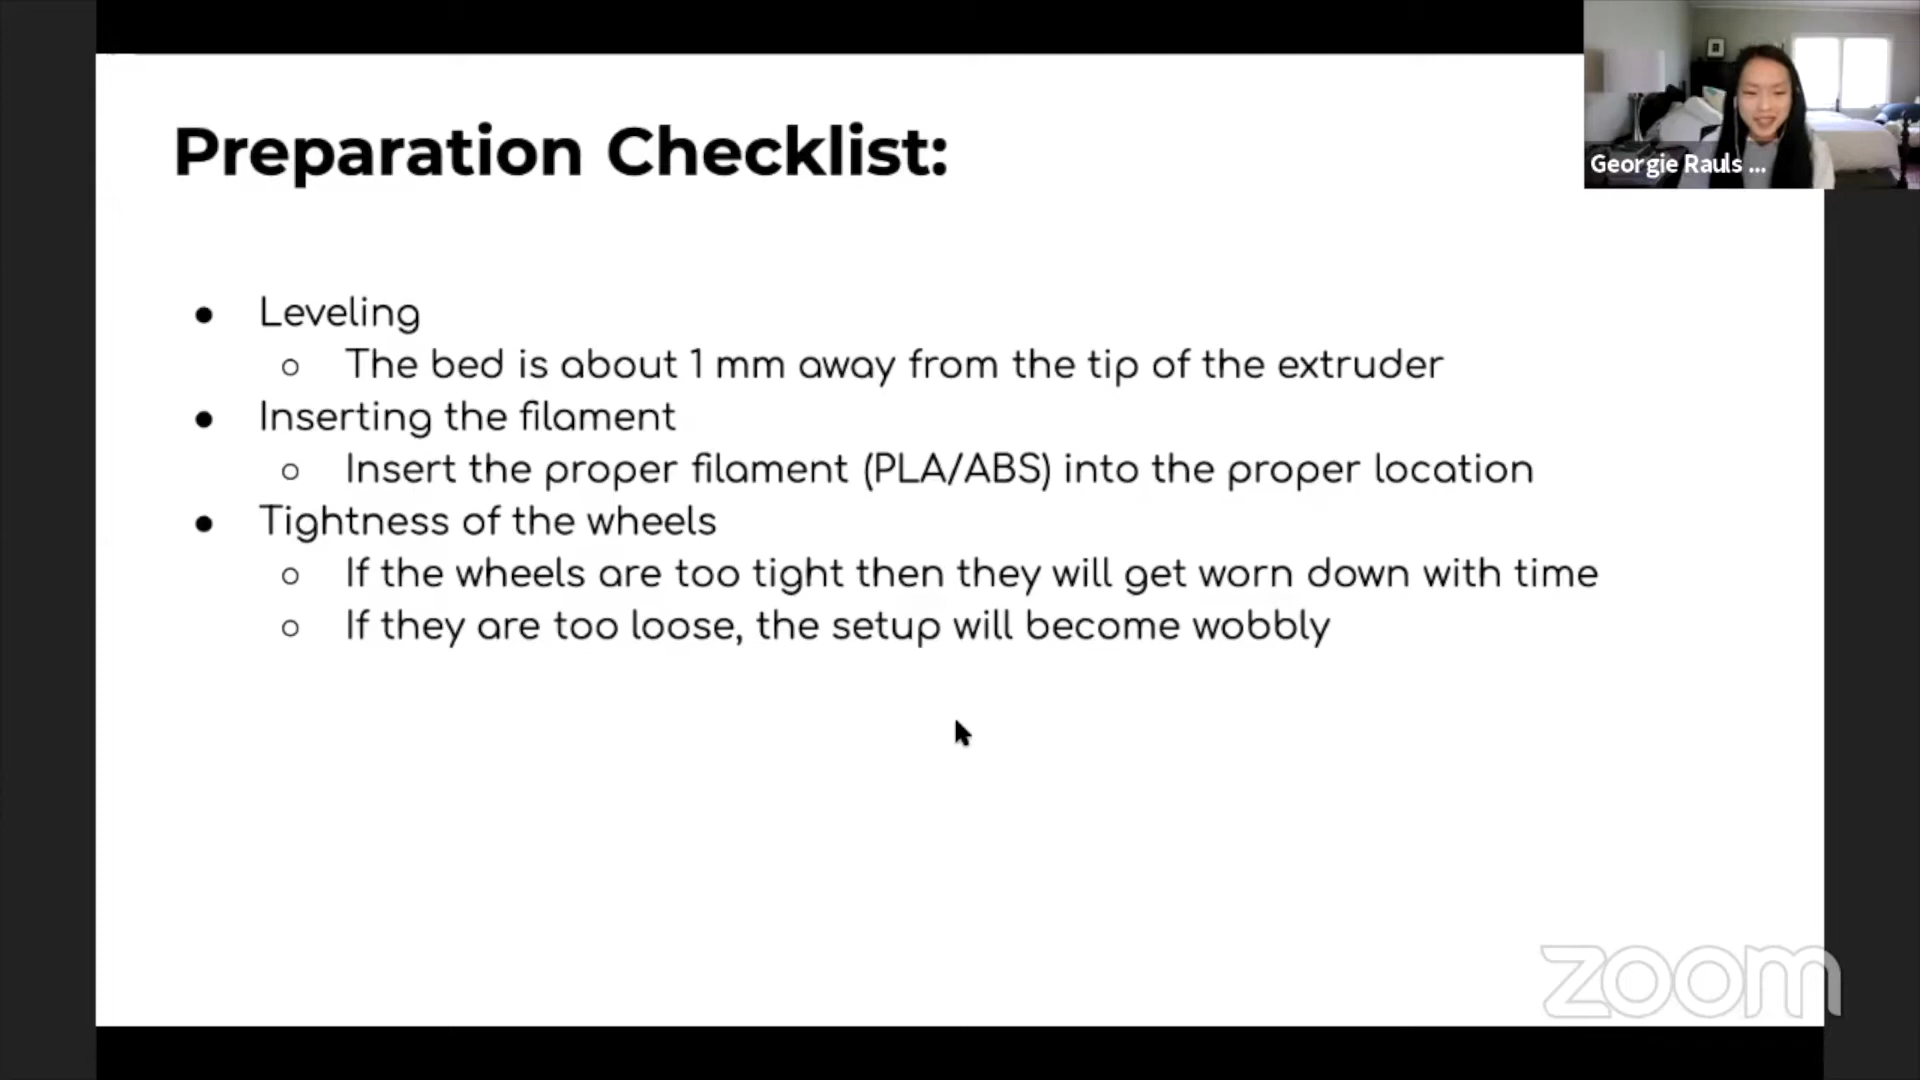 Preparation Checklist:
Georgie Rauls ...
● Leveling
○ The bed is about 1 mm away from the tip of the extruder
● Inserting the filament
○ Insert the proper filament (PLA/ABS) into the proper location
● Tightness of the wheels
○ If the wheels are too tight then they will get worn down with time
○ If they are too loose, the setup will become wobbly
zoom